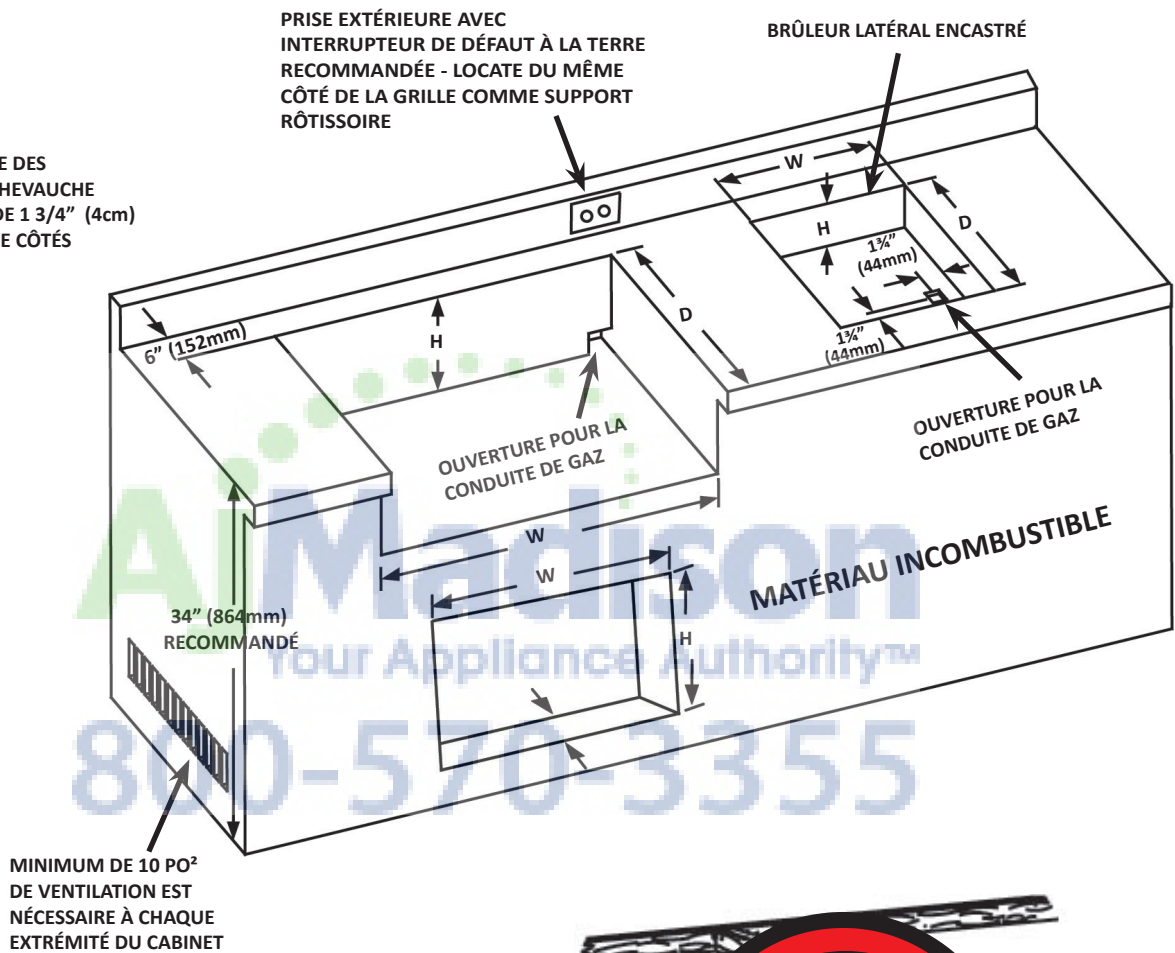 PRISE EXTÉRIEURE AVEC
INTERRUPTEUR DE DÉFAUT À LA TERRE
RECOMMANDÉE - LOCATE DU MÊME
CÔTÉ DE LA GRILLE COMME SUPPORT
RÔTISSOIRE
BRÛLEUR LATÉRAL ENCASTRÉ
E DES
HEVAUCHE
DE 1 3/4” (4cm)
E CÔTÉS
W
H
D
1¾”
(44mm)
1¾”
(44mm)
6” (152mm)
H
D
OUVERTURE POUR LA
CONDUITE DE GAZ
OUVERTURE POUR LA
CONDUITE DE GAZ
W
W
H
MATÉRIAU INCOMBUSTIBLE
34” (864mm)
RECOMMANDÉ
AjMadison
Your Appliance Authority™
800-570-3355
MINIMUM DE 10 PO²
DE VENTILATION EST
NÉCESSAIRE À CHAQUE
EXTRÉMITÉ DU CABINET